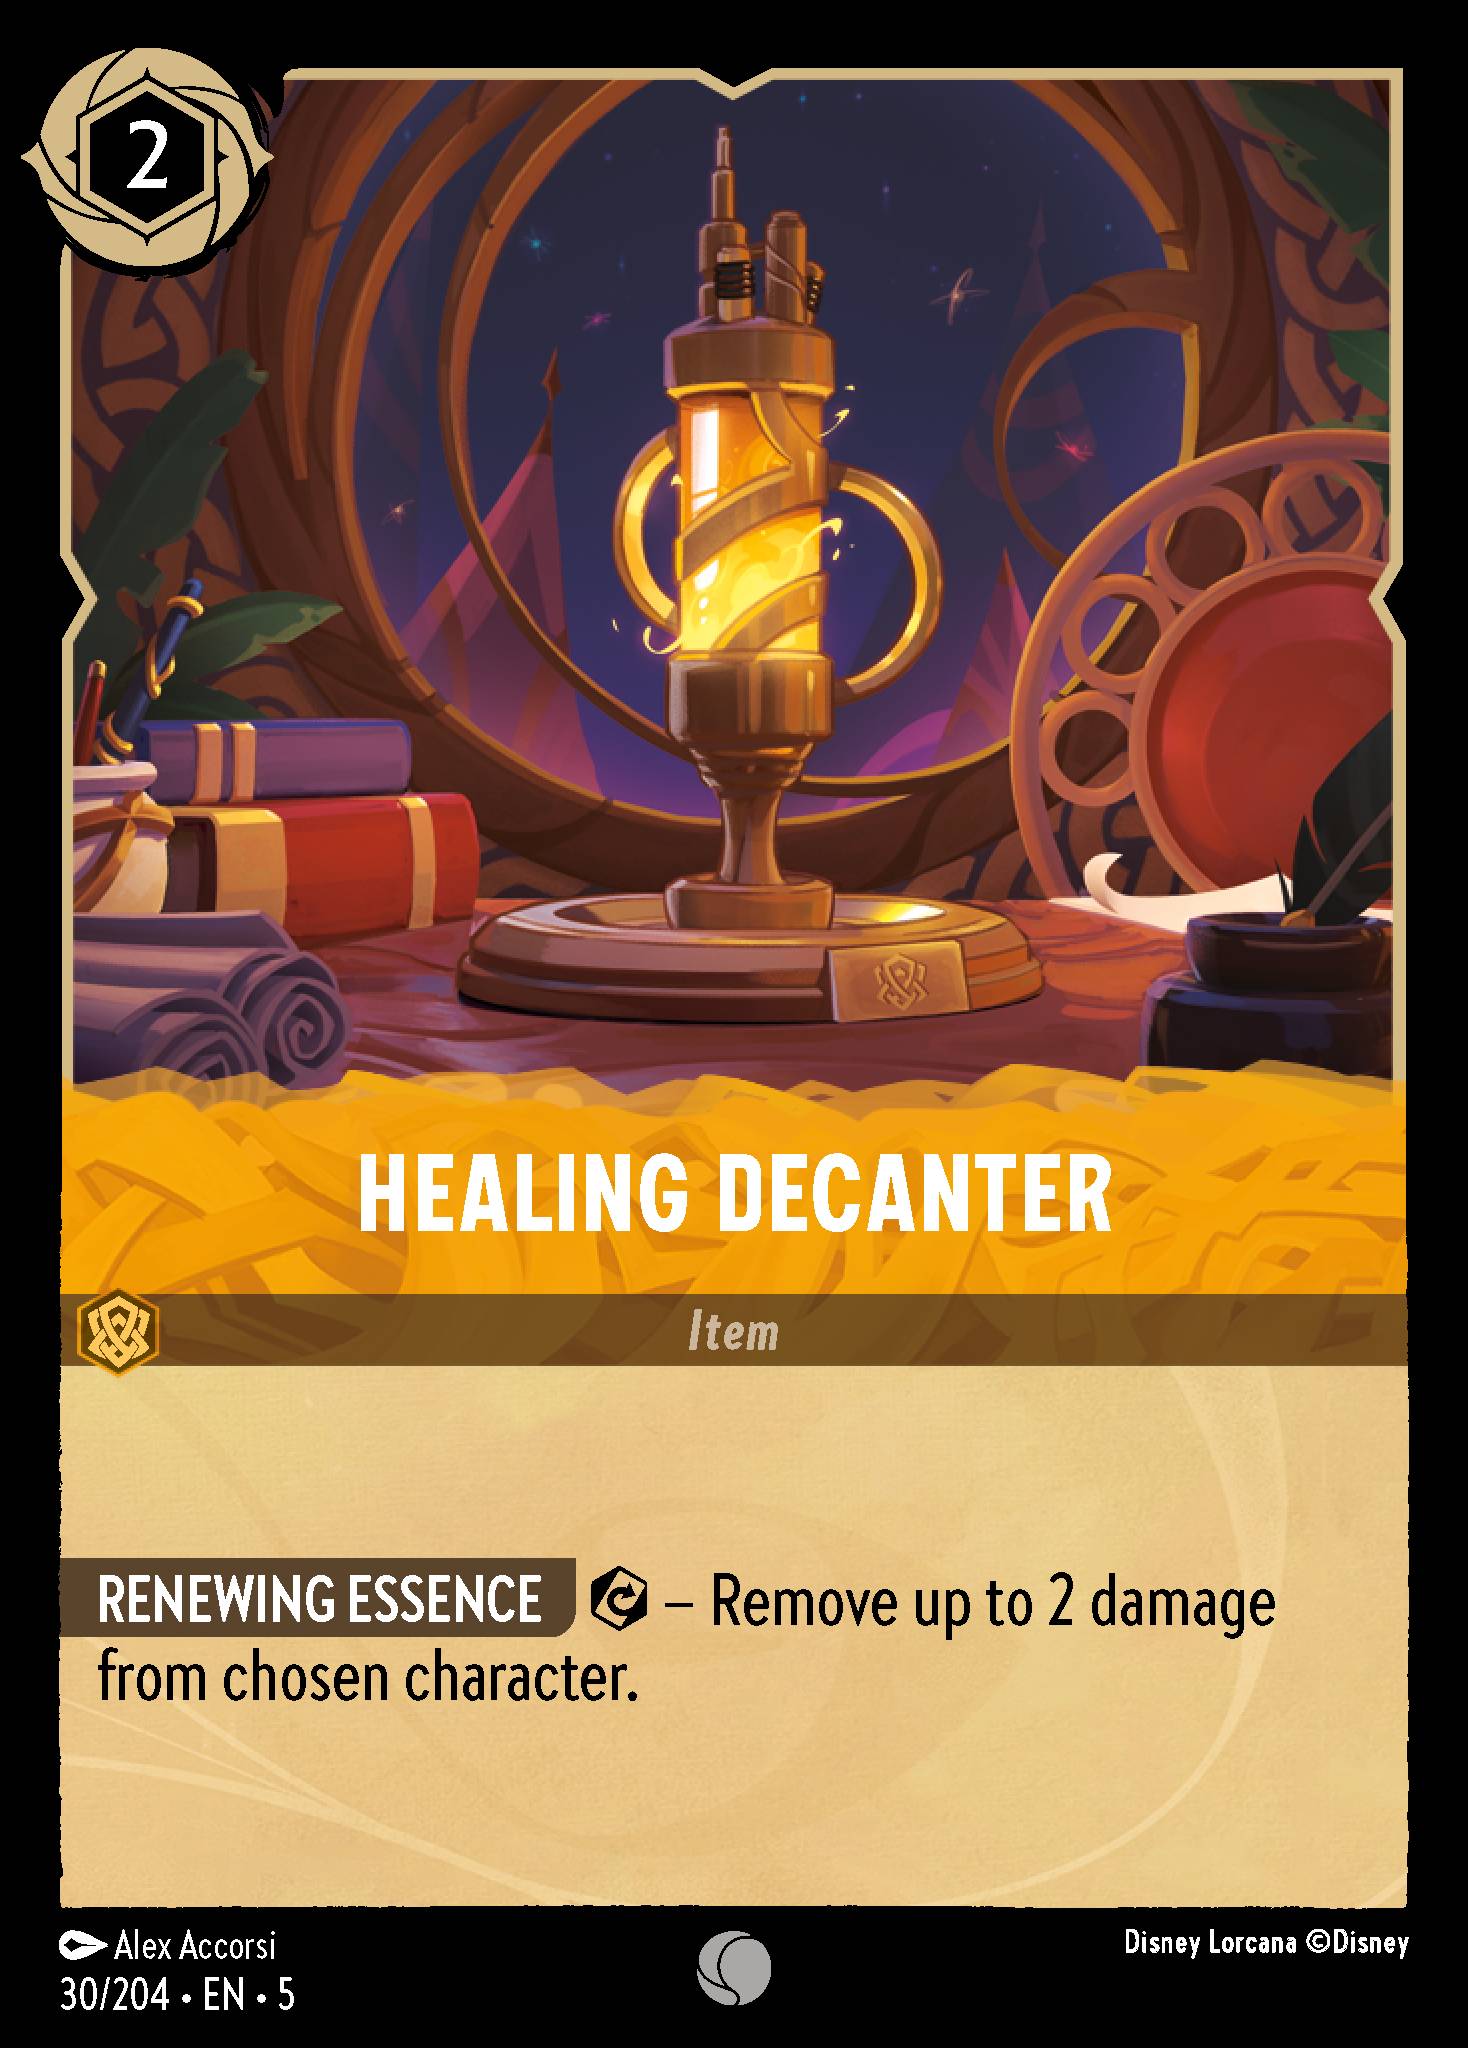 2
HEALING DECANTER
Item
RENEWING ESSENCE – Remove up to 2 damage
from chosen character.
Alex Accorsi
Disney Lorcana ©Disney
30/204 • EN • 5